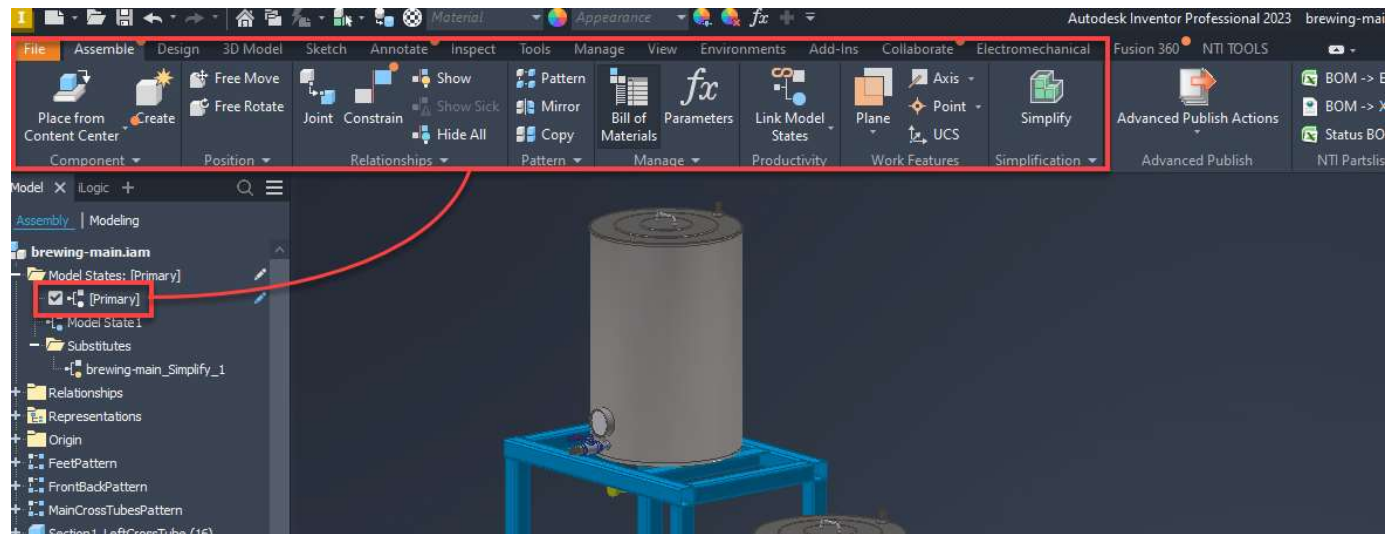 I Material Appearance fx Autodesk Inventor Professional 2023 brewing-mai
File Assemble Design 3D Model Sketch Annotate Inspect Tools Manage View Environments Add-Ins Collaborate Electromechanical Fusion 360 NTI TOOLS
Free Move Show Pattern Axis BOM -> E
Free Rotate Show Sick Mirror fx Point BOM -> X
Place from Content Center Create Joint Constrain Hide All Copy Bill of Materials Parameters Link Model States Plane UCS Simplify Advanced Publish Actions Status BO
Component Position Relationships Pattern Manage Productivity Work Features Simplification Advanced Publish NTI Partslis
Model X iLogic +
Assembly | Modeling
brewing-main.iam
Model States: [Primary]
[Primary]
Model State1
Substitutes
brewing-main_Simplify_1
Relationships
Representations
Origin
FeetPattern
FrontBackPattern
MainCrossTubesPattern
Section1_LeftCrossTube (16)